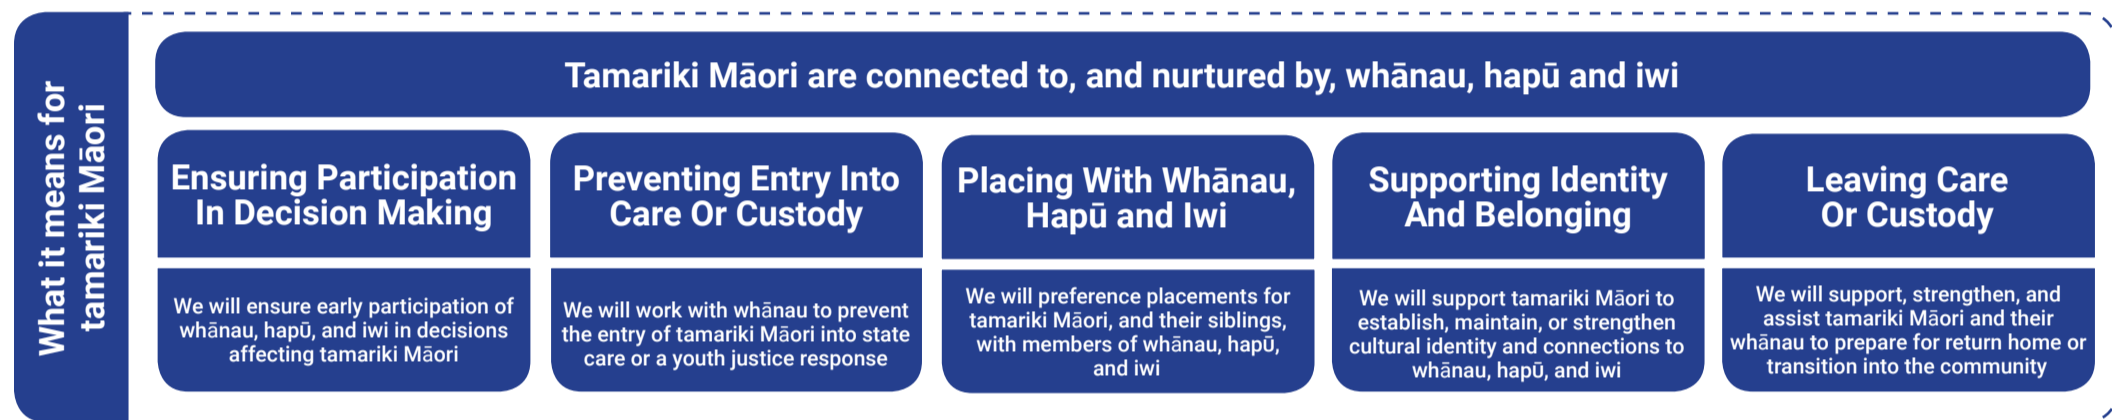 What it means for
tamariki Māori
Tamariki Māori are connected to, and nurtured by, whānau, hapū and iwi
Ensuring Participation
In Decision Making
We will ensure early participation of
whānau, hapū, and iwi in decisions
affecting tamariki Māori
Preventing Entry Into
Care Or Custody
We will work with whānau to prevent
the entry of tamariki Māori into state
care or a youth justice response
Placing With Whānau,
Hapū and Iwi
We will preference placements for
tamariki Māori, and their siblings,
with members of whānau, hapū,
and iwi
Supporting Identity
And Belonging
We will support tamariki Māori to
establish, maintain, or strengthen
cultural identity and connections to
whānau, hapū, and iwi
Leaving Care
Or Custody
We will support, strengthen, and
assist tamariki Māori and their
whānau to prepare for return home or
transition into the community